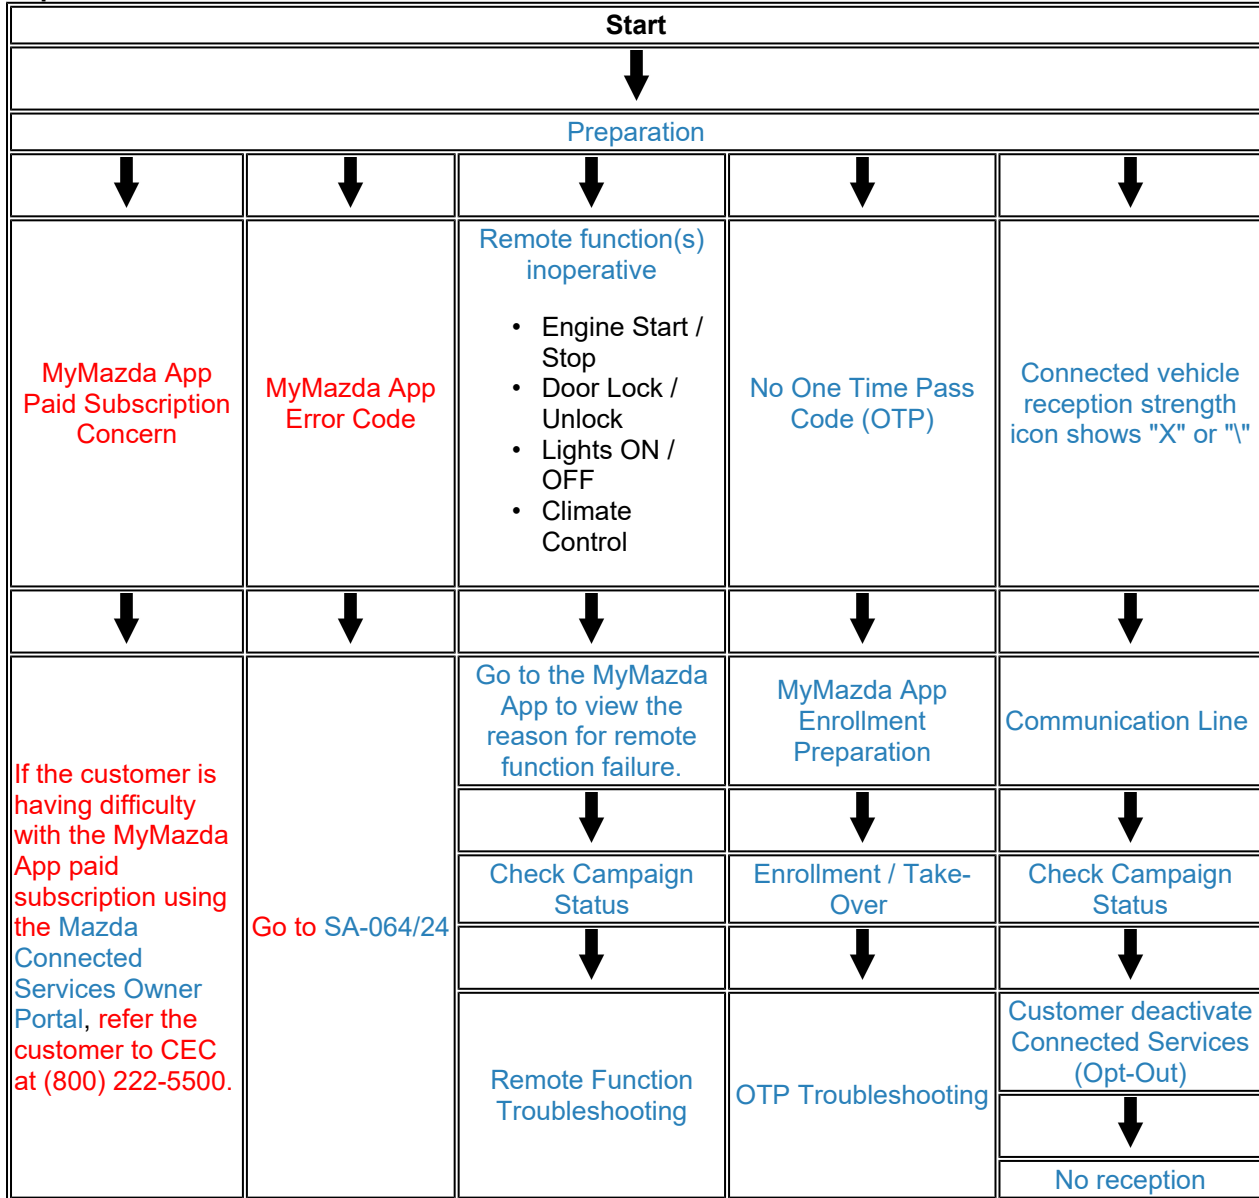 Start
Preparation
MyMazda App
Paid Subscription
Concern
MyMazda App
Error Code
Remote function(s)
inoperative
• Engine Start /
Stop
• Door Lock /
Unlock
• Lights ON /
OFF
• Climate
Control
No One Time Pass
Code (OTP)
Connected vehicle
reception strength
icon shows "X" or "\"
If the customer is
having difficulty
with the MyMazda
App paid
subscription using
the Mazda
Connected
Services Owner
Portal, refer the
customer to CEC
at (800) 222-5500.
Go to SA-064/24
Go to the MyMazda
App to view the
reason for remote
function failure.
Check Campaign
Status
Remote Function
Troubleshooting
MyMazda App
Enrollment
Preparation
Enrollment / Take-
Over
OTP Troubleshooting
Communication Line
Check Campaign
Status
Customer deactivate
Connected Services
(Opt-Out)
No reception